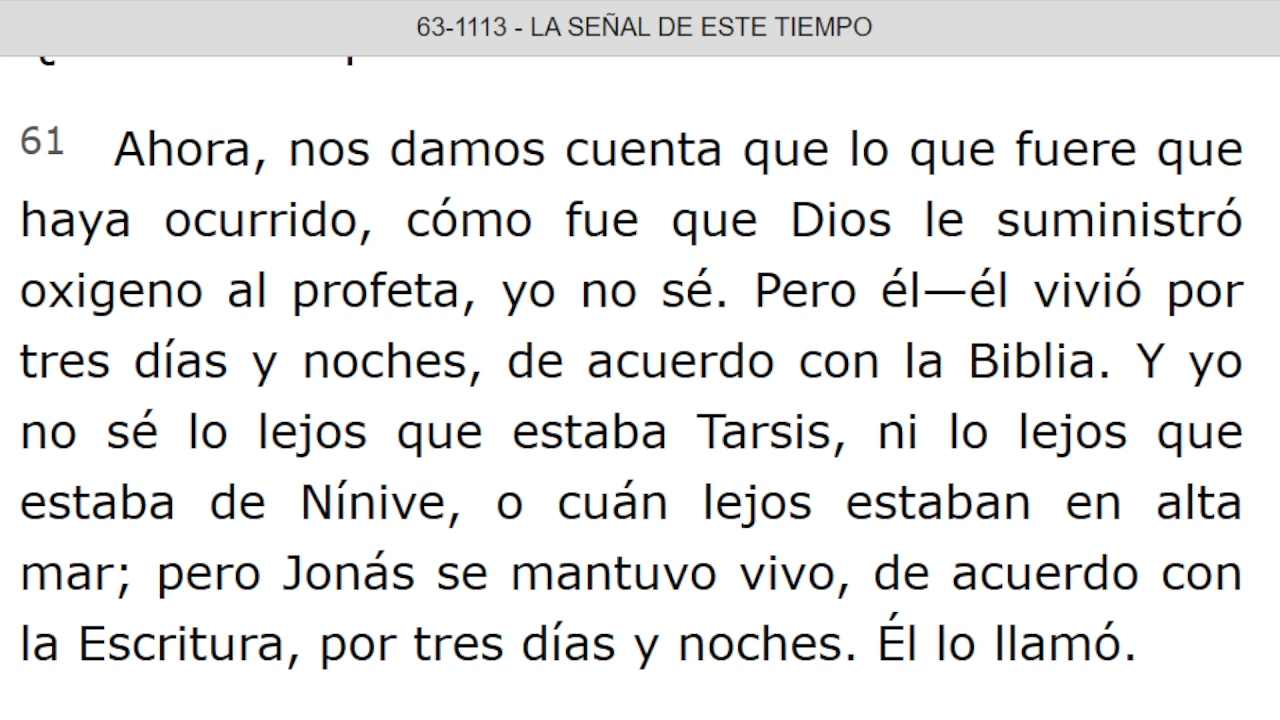 63-1113 - LA SEÑAL DE ESTE TIEMPO
61 Ahora, nos damos cuenta que lo que fuere que
haya ocurrido, cómo fue que Dios le suministró
oxigeno al profeta, yo no sé. Pero él—él vivió por
tres días y noches, de acuerdo con la Biblia. Y yo
no sé lo lejos que estaba Tarsis, ni lo lejos que
estaba de Nínive, o cuán lejos estaban en alta
mar; pero Jonás se mantuvo vivo, de acuerdo con
la Escritura, por tres días y noches. Él lo llamó.